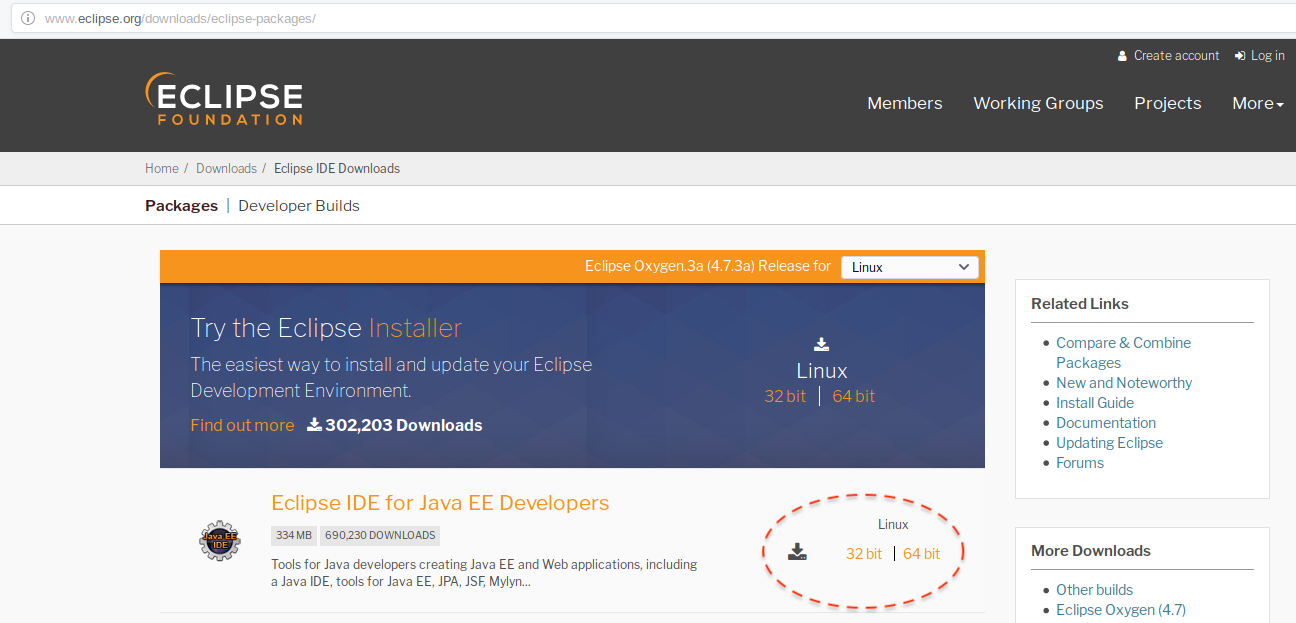 www.eclipse.org/downloads/eclipse-packages/
Create account Log in
ECLIPSE
FOUNDATION
Members Working Groups Projects More
Home / Downloads / Eclipse IDE Downloads
Packages | Developer Builds
Eclipse Oxygen.3a (4.7.3a) Release for Linux
Try the Eclipse Installer
The easiest way to install and update your Eclipse
Development Environment.
Find out more 302,203 Downloads
Linux
32 bit | 64 bit
Eclipse IDE for Java EE Developers
334 MB 690,230 DOWNLOADS
Java EE
IDE
Tools for Java developers creating Java EE and Web applications, including
a Java IDE, tools for Java EE, JPA, JSF, Mylyn...
Linux
32 bit | 64 bit
Related Links
Compare & Combine
Packages
New and Noteworthy
Install Guide
Documentation
Updating Eclipse
Forums
More Downloads
Other builds
Eclipse Oxygen (4.7)